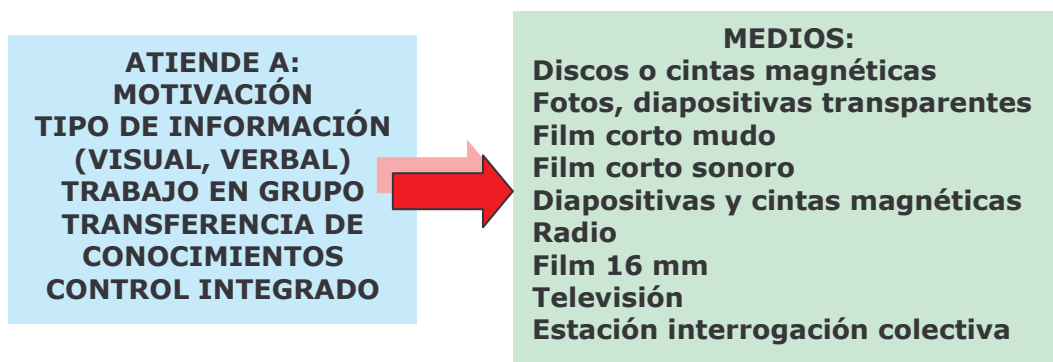 ATIENDE A:
MOTIVACIÓN
TIPO DE INFORMACIÓN
(VISUAL, VERBAL)
TRABAJO EN GRUPO
TRANSFERENCIA DE
CONOCIMIENTOS
CONTROL INTEGRADO
MEDIOS:
Discos o cintas magnéticas
Fotos, diapositivas transparentes
Film corto mudo
Film corto sonoro
Diapositivas y cintas magnéticas
Radio
Film 16 mm
Televisión
Estación interrogación colectiva